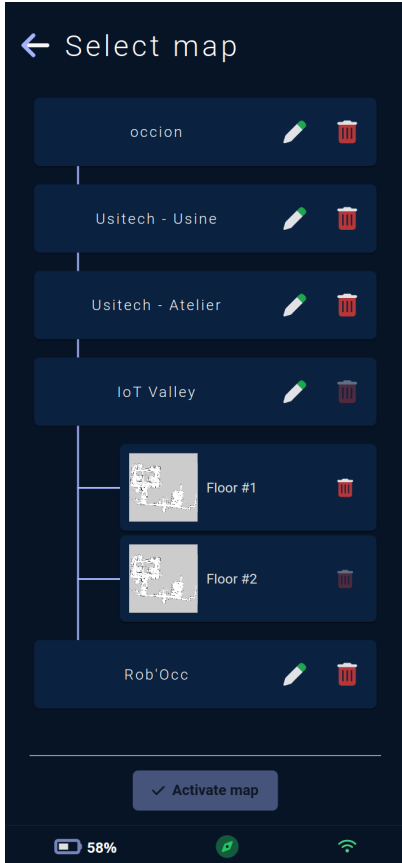 Select map
occion
Usitech - Usine
Usitech - Atelier
IoT Valley
Floor #1
Floor #2
Rob'Occ
Activate map
58%